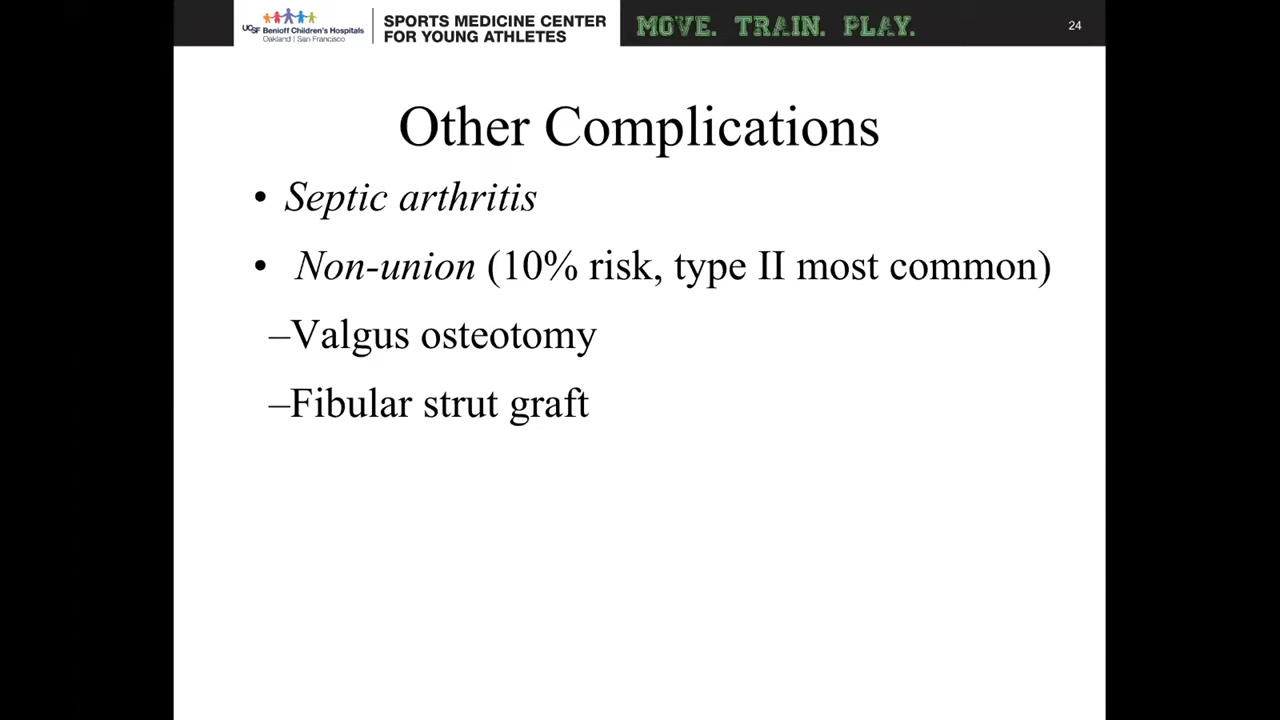 UCSF Benioff Children's Hospitals
Oakland | San Francisco
SPORTS MEDICINE CENTER
FOR YOUNG ATHLETES
MOVE. TRAIN. PLAY.
24
Other Complications
• Septic arthritis
• Non-union (10% risk, type II most common)
–Valgus osteotomy
–Fibular strut graft